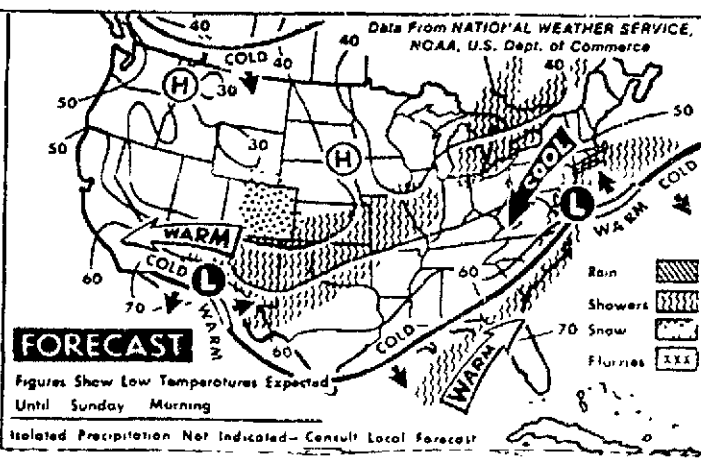 Data From NATIONAL WEATHER SERVICE,
NOAA, U.S. Dept. of Commerce
40
COLD
40
40
40
H
30
50
50
50
30
H
COOL
L
WARM
COLD
WARM
60
COLD
L
70
WARM
60
60
COLD
WARM
70
Rain
Showers
Snow
Flurries
XXX
FORECAST
Figures Show Low Temperatures Expected
Until Sunday Morning
Isolated Precipitation Not Indicated- Consult Local Forecast